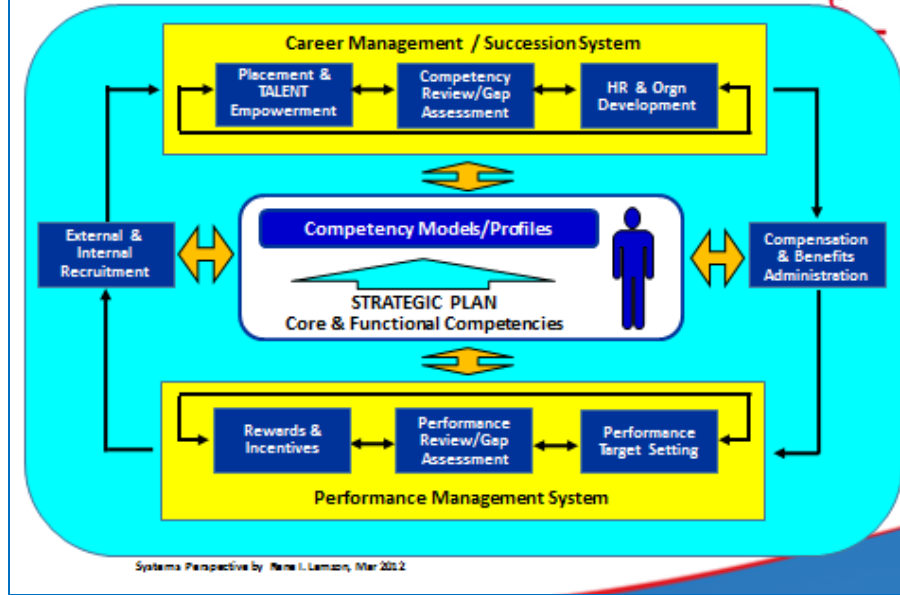 Career Management / Succession System
Placement &
TALENT
Empowerment
Competency
Review/Gap
Assessment
HR & Orgn
Development
External &
Internal
Recruitment
Competency Models/Profiles
STRATEGIC PLAN
Core & Functional Competencies
Compensation
& Benefits
Administration
Rewards &
Incentives
Performance
Review/Gap
Assessment
Performance
Target Setting
Performance Management System
Systems Perspective by Rene I. Lamzon, Mar 2012